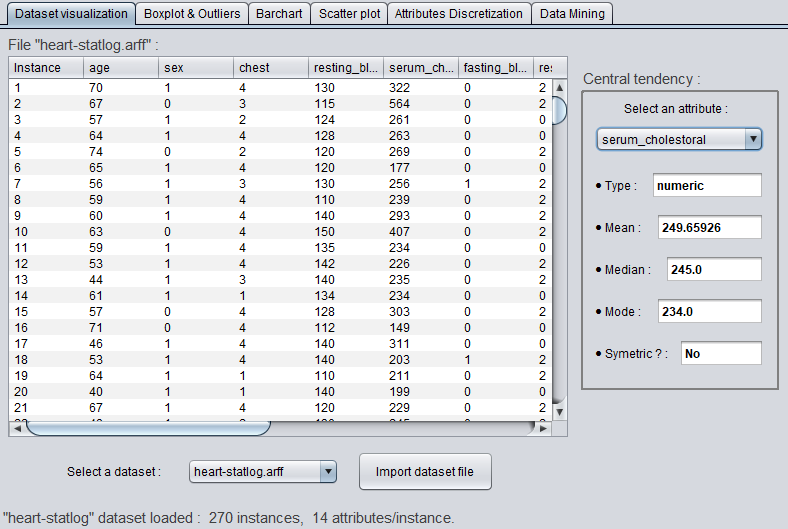 Dataset visualization Boxplot & Outliers Barchart Scatter plot Attributes Discretization Data Mining
File "heart-statlog.arff" :
Instance age sex chest resting_bl... serum_ch... fasting_bl... res
1 70 1 4 130 322 0 2
2 67 0 3 115 564 0 2
3 57 1 2 124 261 0 0
4 64 1 4 128 263 0 0
5 74 0 2 120 269 0 2
6 65 1 4 120 177 0 0
7 56 1 3 130 256 1 2
8 59 1 4 110 239 0 2
9 60 1 4 140 293 0 2
10 63 0 4 150 407 0 2
11 59 1 4 135 234 0 0
12 53 1 4 142 226 0 2
13 44 1 3 140 235 0 2
14 61 1 1 134 234 0 0
15 57 0 4 128 303 0 2
16 71 0 4 112 149 0 0
17 46 1 4 140 311 0 0
18 53 1 4 140 203 1 2
19 64 1 1 110 211 0 2
20 40 1 1 140 199 0 0
21 67 1 4 120 229 0 2
Central tendency :
Select an attribute :
serum_cholestoral
• Type : numeric
• Mean : 249.65926
• Median : 245.0
• Mode : 234.0
• Symetric ? : No
Select a dataset : heart-statlog.arff Import dataset file
"heart-statlog" dataset loaded : 270 instances, 14 attributes/instance.